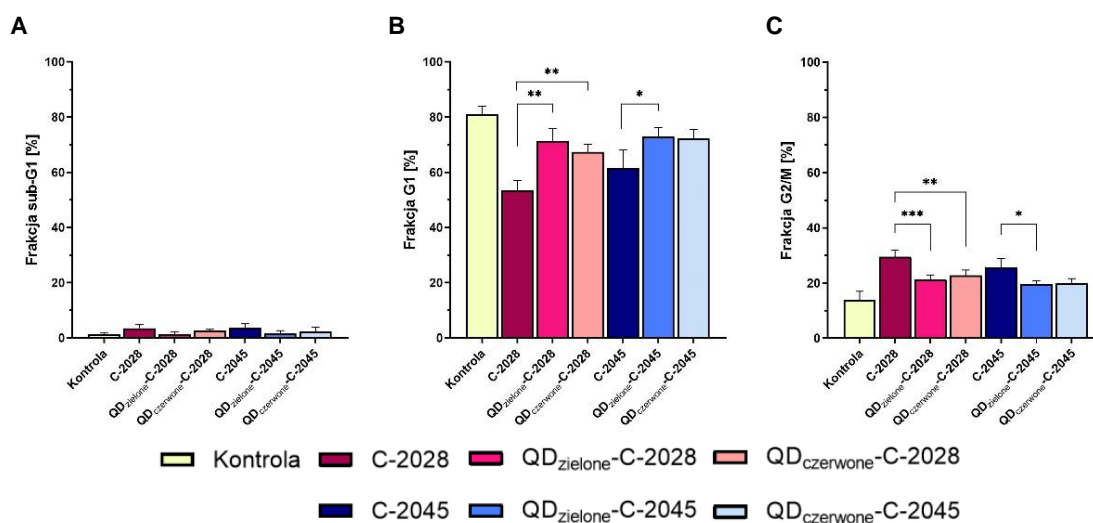 A
Frakcja sub-G1 [%]
100
80
60
40
20
0
Kontrola
C-2028
QDzielone-C-2028
QDczerwone-C-2028
C-2045
QDzielone-C-2045
QDczerwone-C-2045
B
Frakcja G1 [%]
100
80
60
40
20
0
**
**
*
Kontrola
C-2028
QDzielone-C-2028
QDczerwone-C-2028
C-2045
QDzielone-C-2045
QDczerwone-C-2045
C
Frakcja G2/M [%]
100
80
60
40
20
0
**
***
*
Kontrola
C-2028
QDzielone-C-2028
QDczerwone-C-2028
C-2045
QDzielone-C-2045
QDczerwone-C-2045
Kontrola C-2028 QDzielone-C-2028 QDczerwone-C-2028
C-2045 QDzielone-C-2045 QDczerwone-C-2045